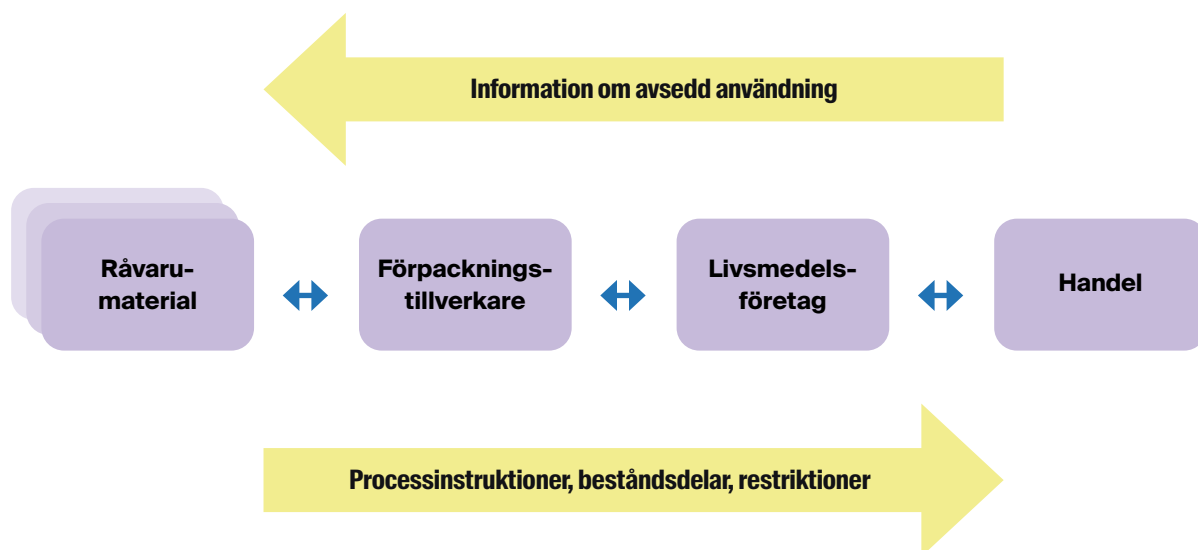 Information om avsedd användning
Råvaru-
material
Förpacknings-
tillverkare
Livsmedels-
företag
Handel
Processinstruktioner, beståndsdelar, restriktioner